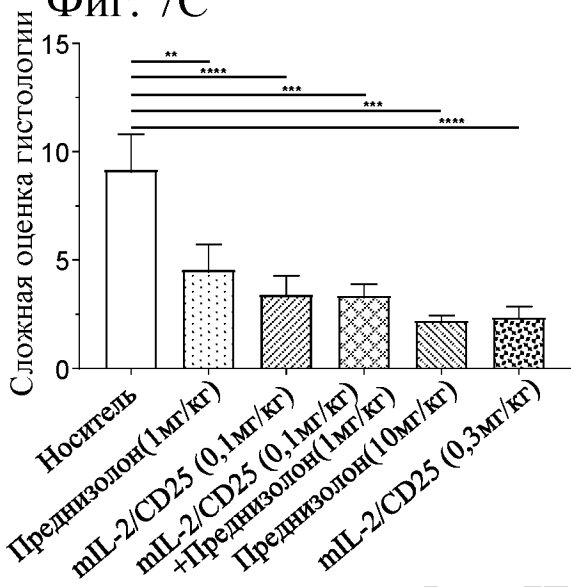 Фиг. 7C
Сложная оценка гистологии
15
10
5
0
**
****
***
***
****
Носитель
Преднизолон(1мг/кг)
mIL-2/CD25 (0,1мг/кг)
mIL-2/CD25 (0,1мг/кг)
+Преднизолон(1мг/кг)
Преднизолон(10мг/кг)
mIL-2/CD25 (0,3мг/кг)